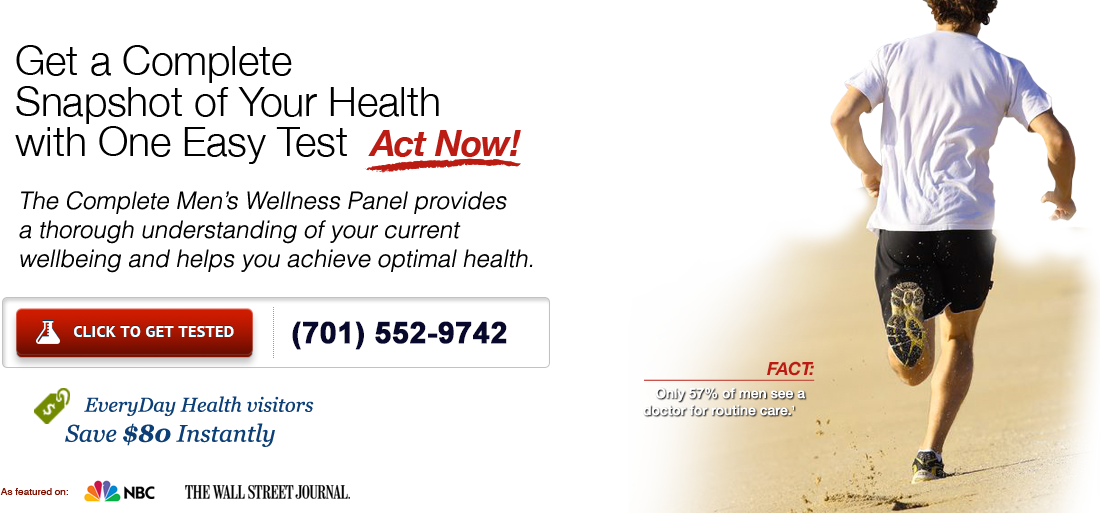 Get a Complete
Snapshot of Your Health
with One Easy Test Act Now!
The Complete Men's Wellness Panel provides
a thorough understanding of your current
wellbeing and helps you achieve optimal health.
CLICK TO GET TESTED (701) 552-9742
$
EveryDay Health visitors
Save $80 Instantly
FACT:
Only 57% of men see a
doctor for routine care.¹
As featured on: NBC THE WALL STREET JOURNAL.